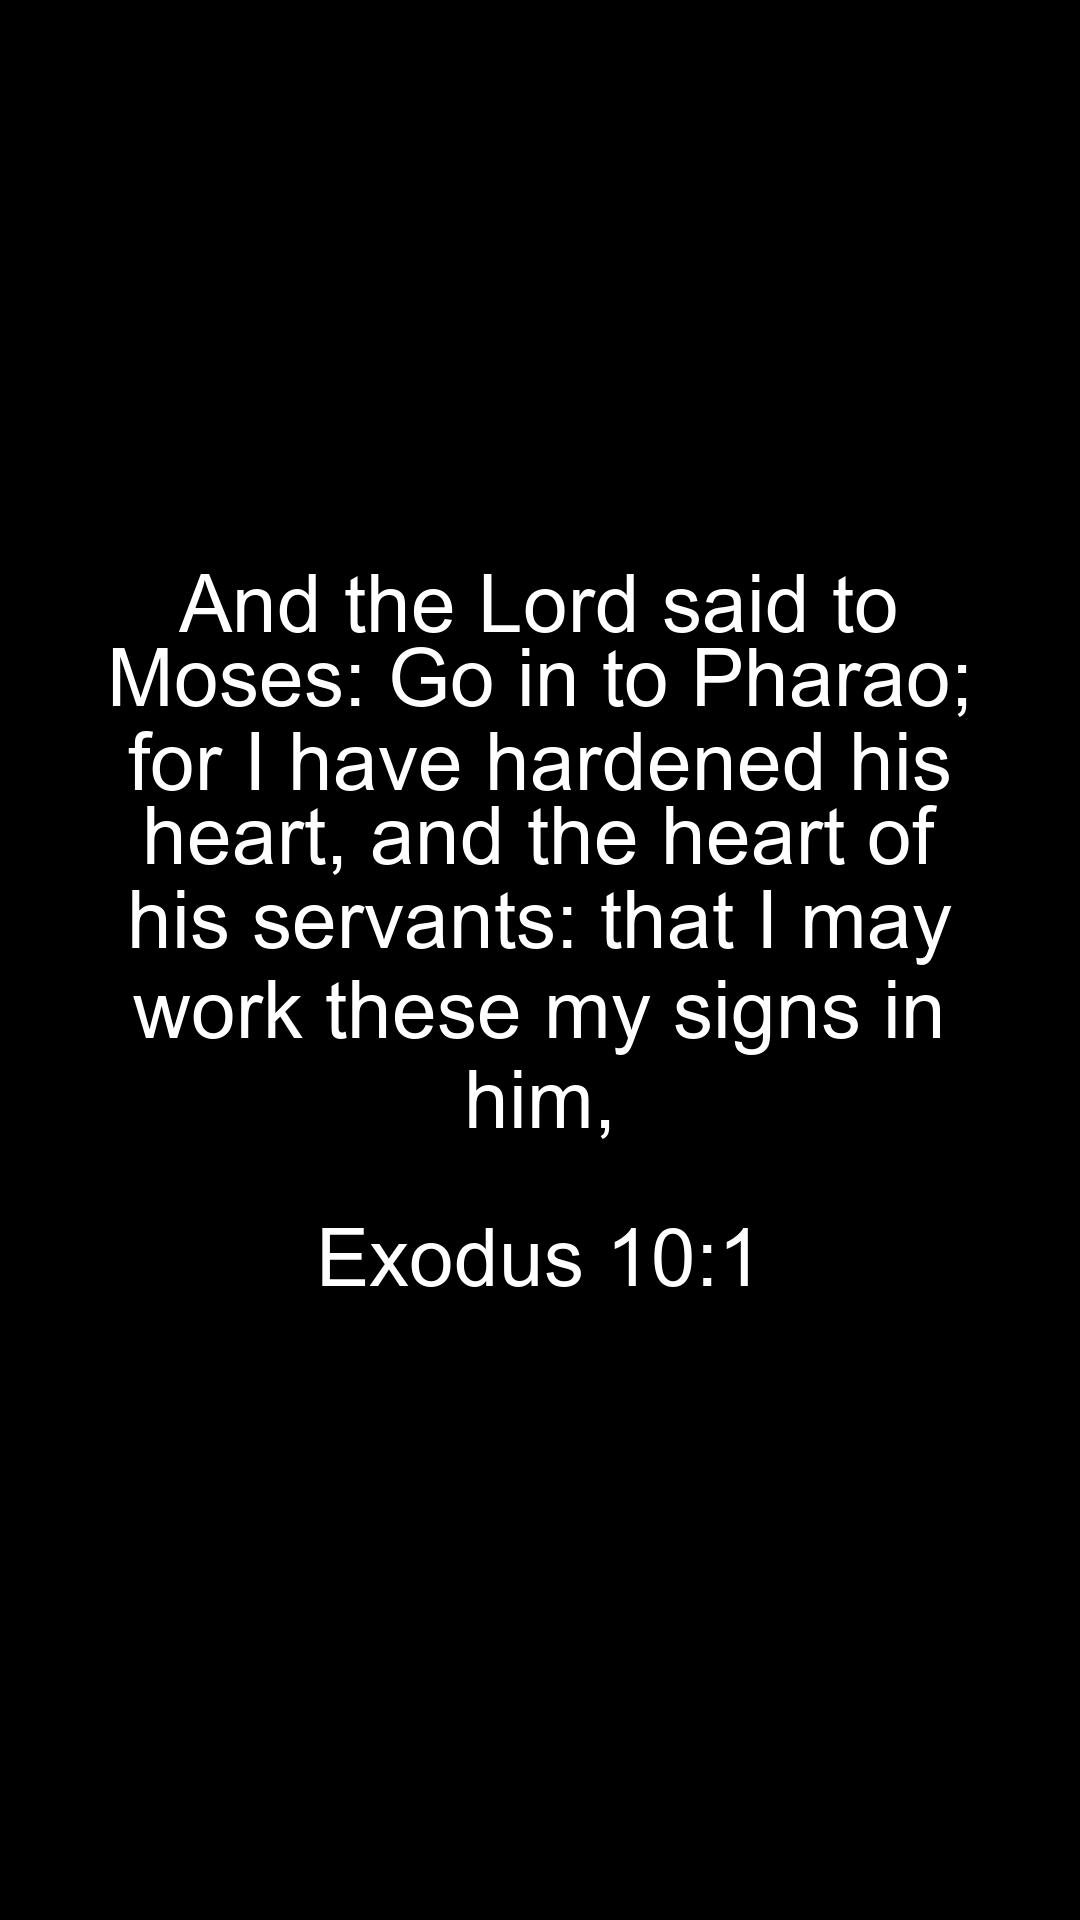 And the Lord said to
Moses: Go in to Pharao;
for I have hardened his
heart, and the heart of
his servants: that I may
work these my signs in
him,
Exodus 10:1